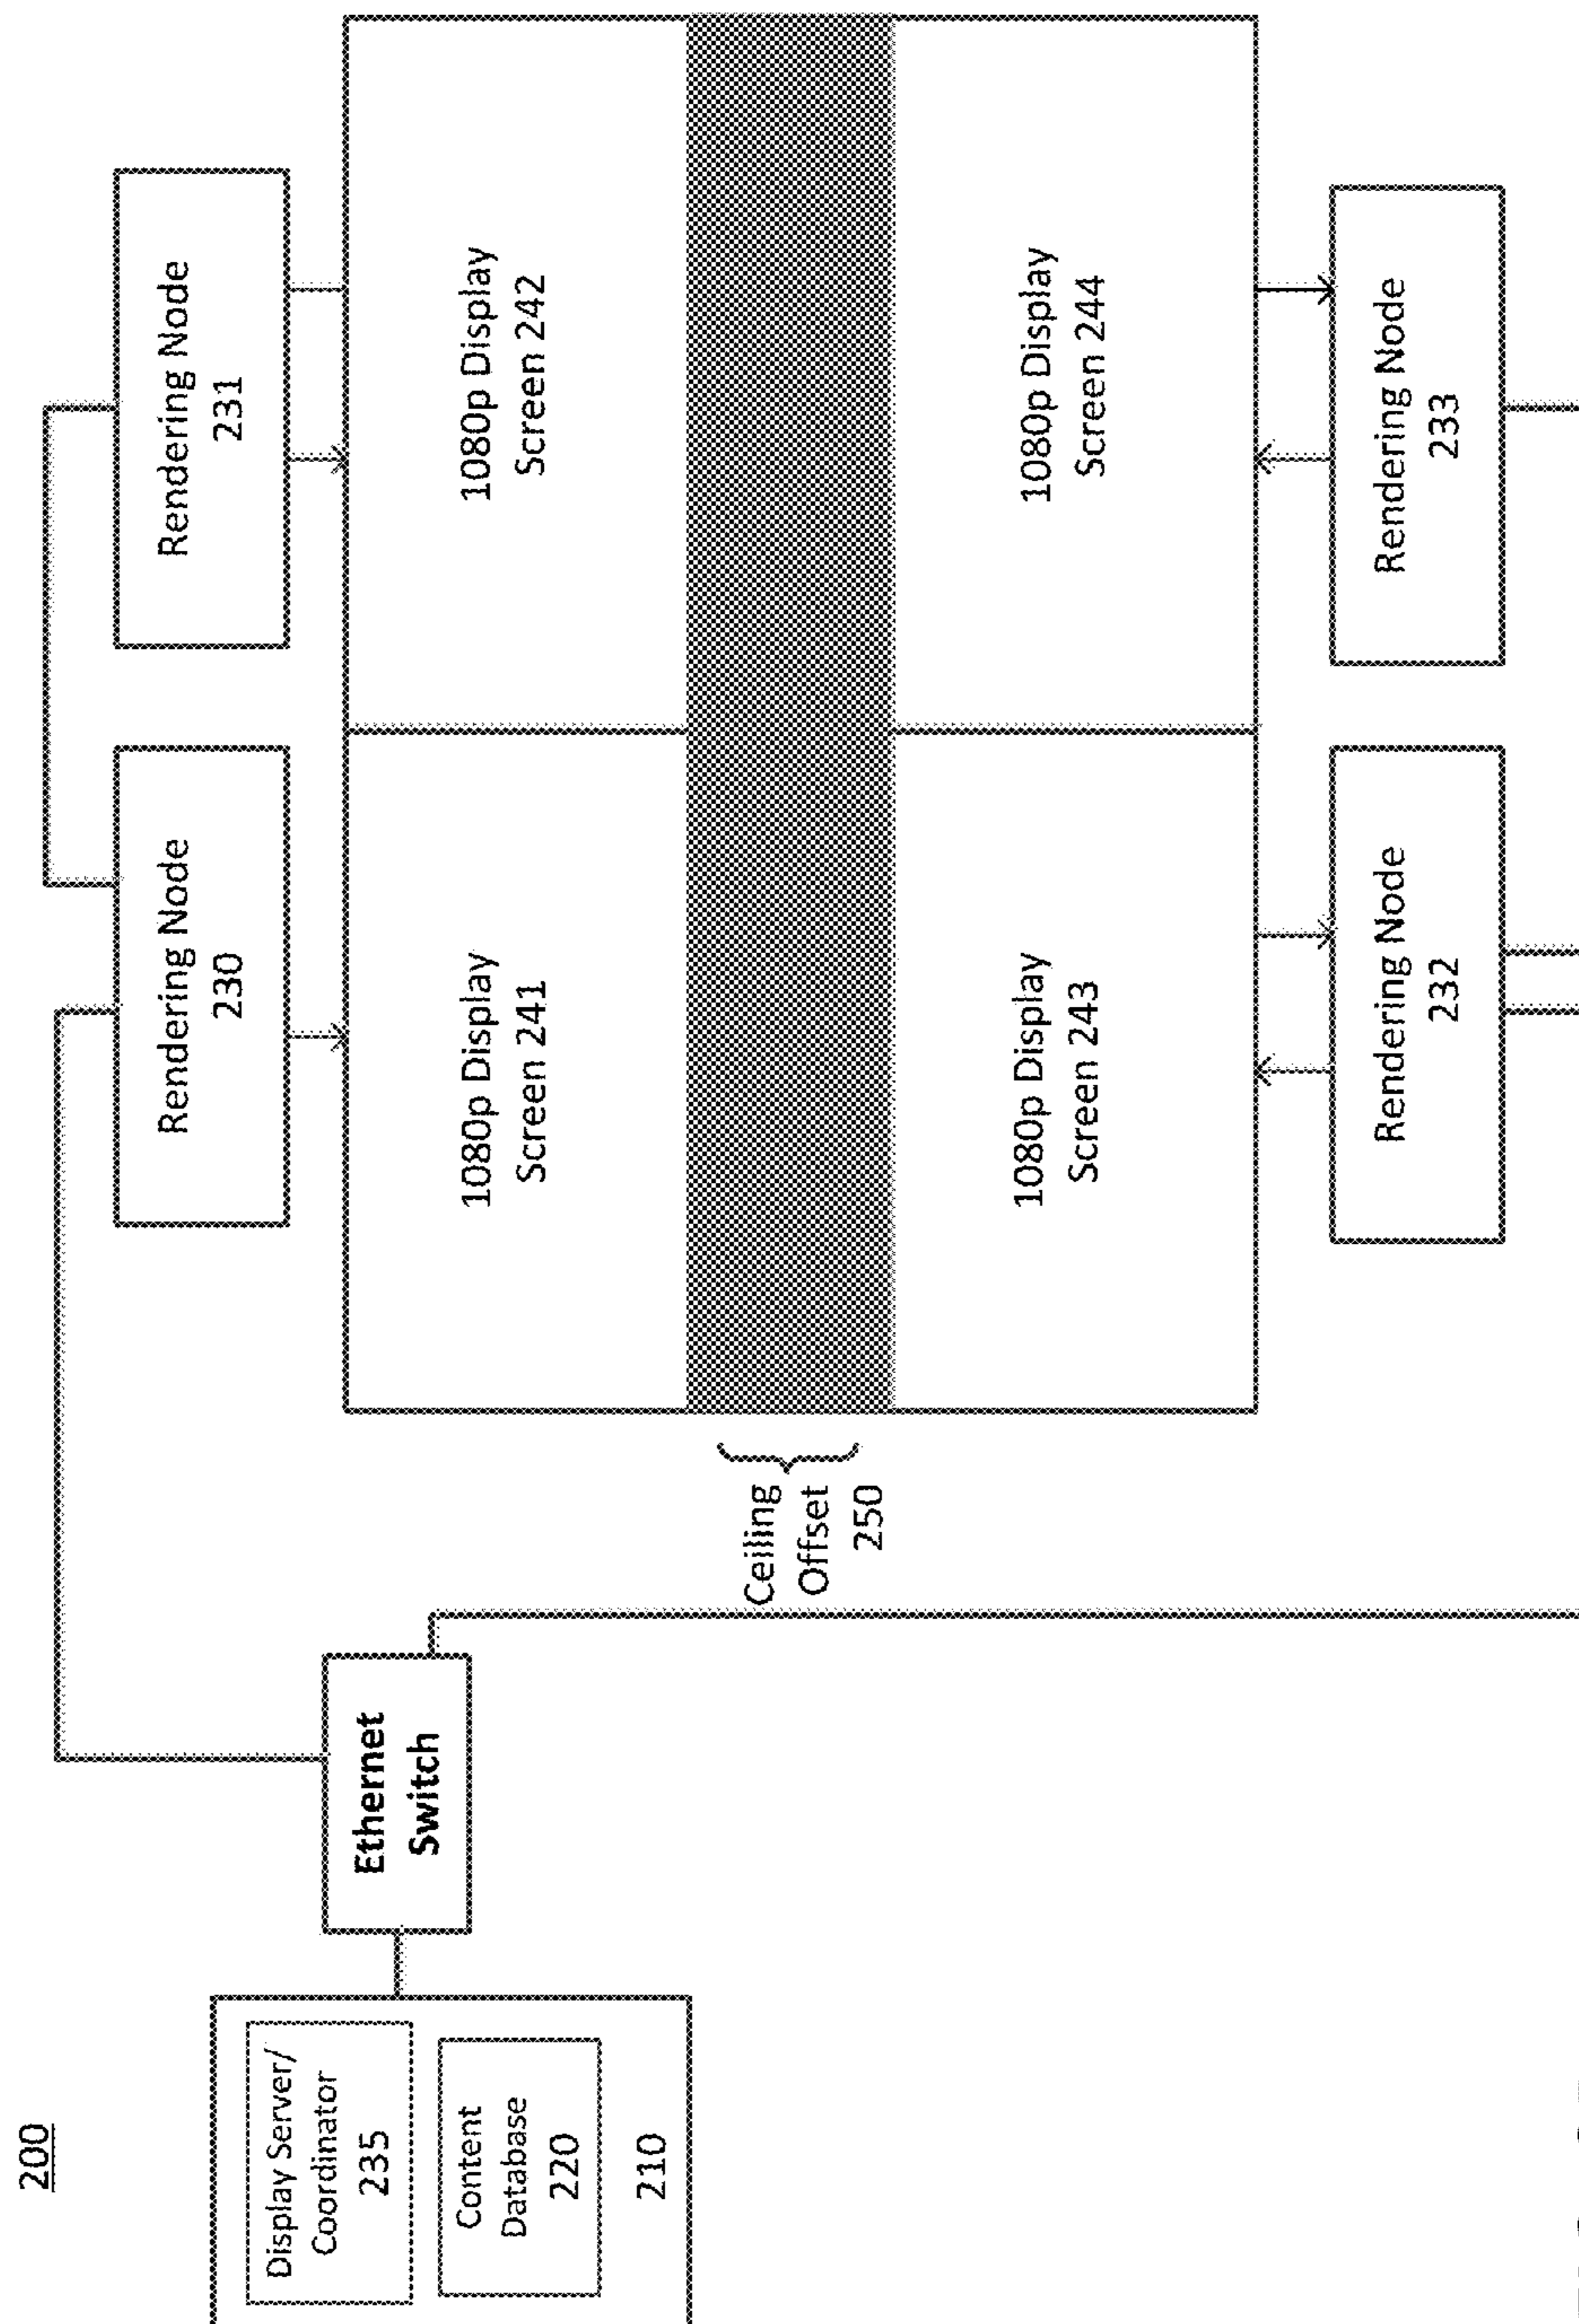 200
Display Server/
Coordinator
235
Content
Database
220
210
Ethernet
Switch
Rendering Node
230
Rendering Node
231
1080p Display
Screen 241
1080p Display
Screen 242
Ceiling
Offset
250
1080p Display
Screen 243
1080p Display
Screen 244
Rendering Node
232
Rendering Node
233